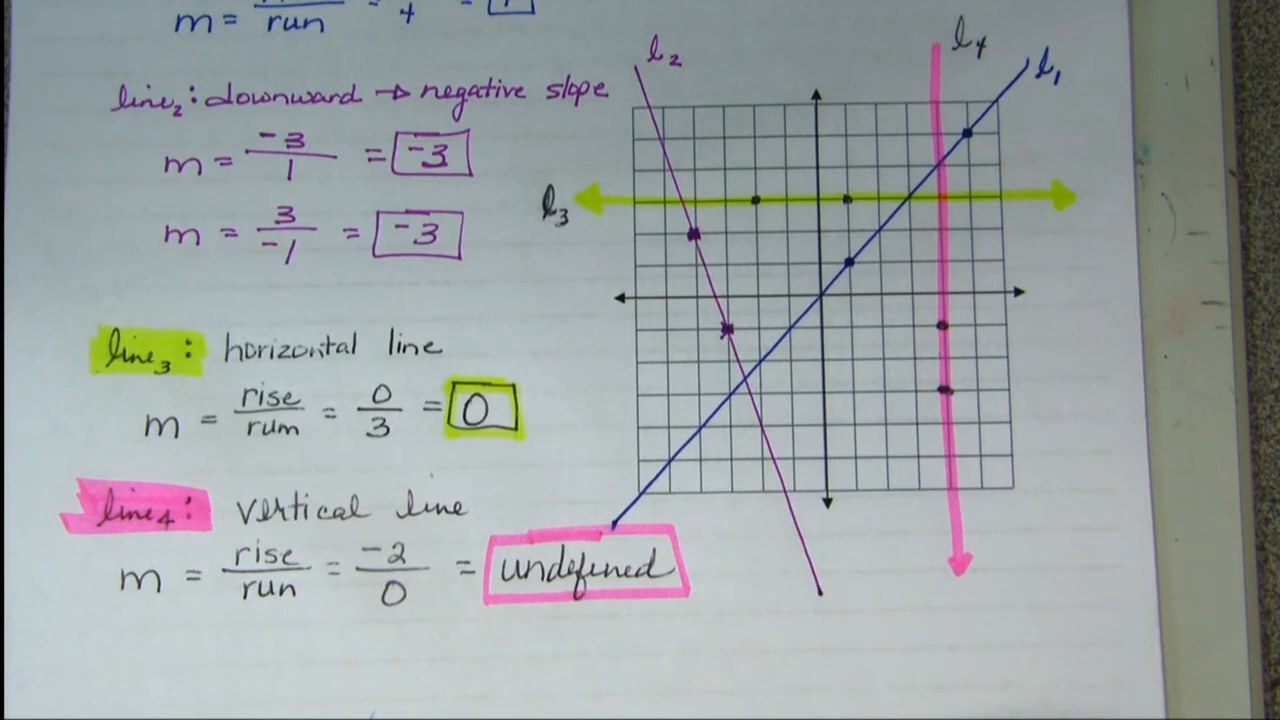 m = run = 4 =
line₂: downward → negative slope
m = -3/1 = -3
m = 3/-1 = -3
line₃: horizontal line
m = rise/run = 0/3 = 0
line₄: vertical line
m = rise/run = -2/0 = undefined
l₂
l₄
l₁
l₃